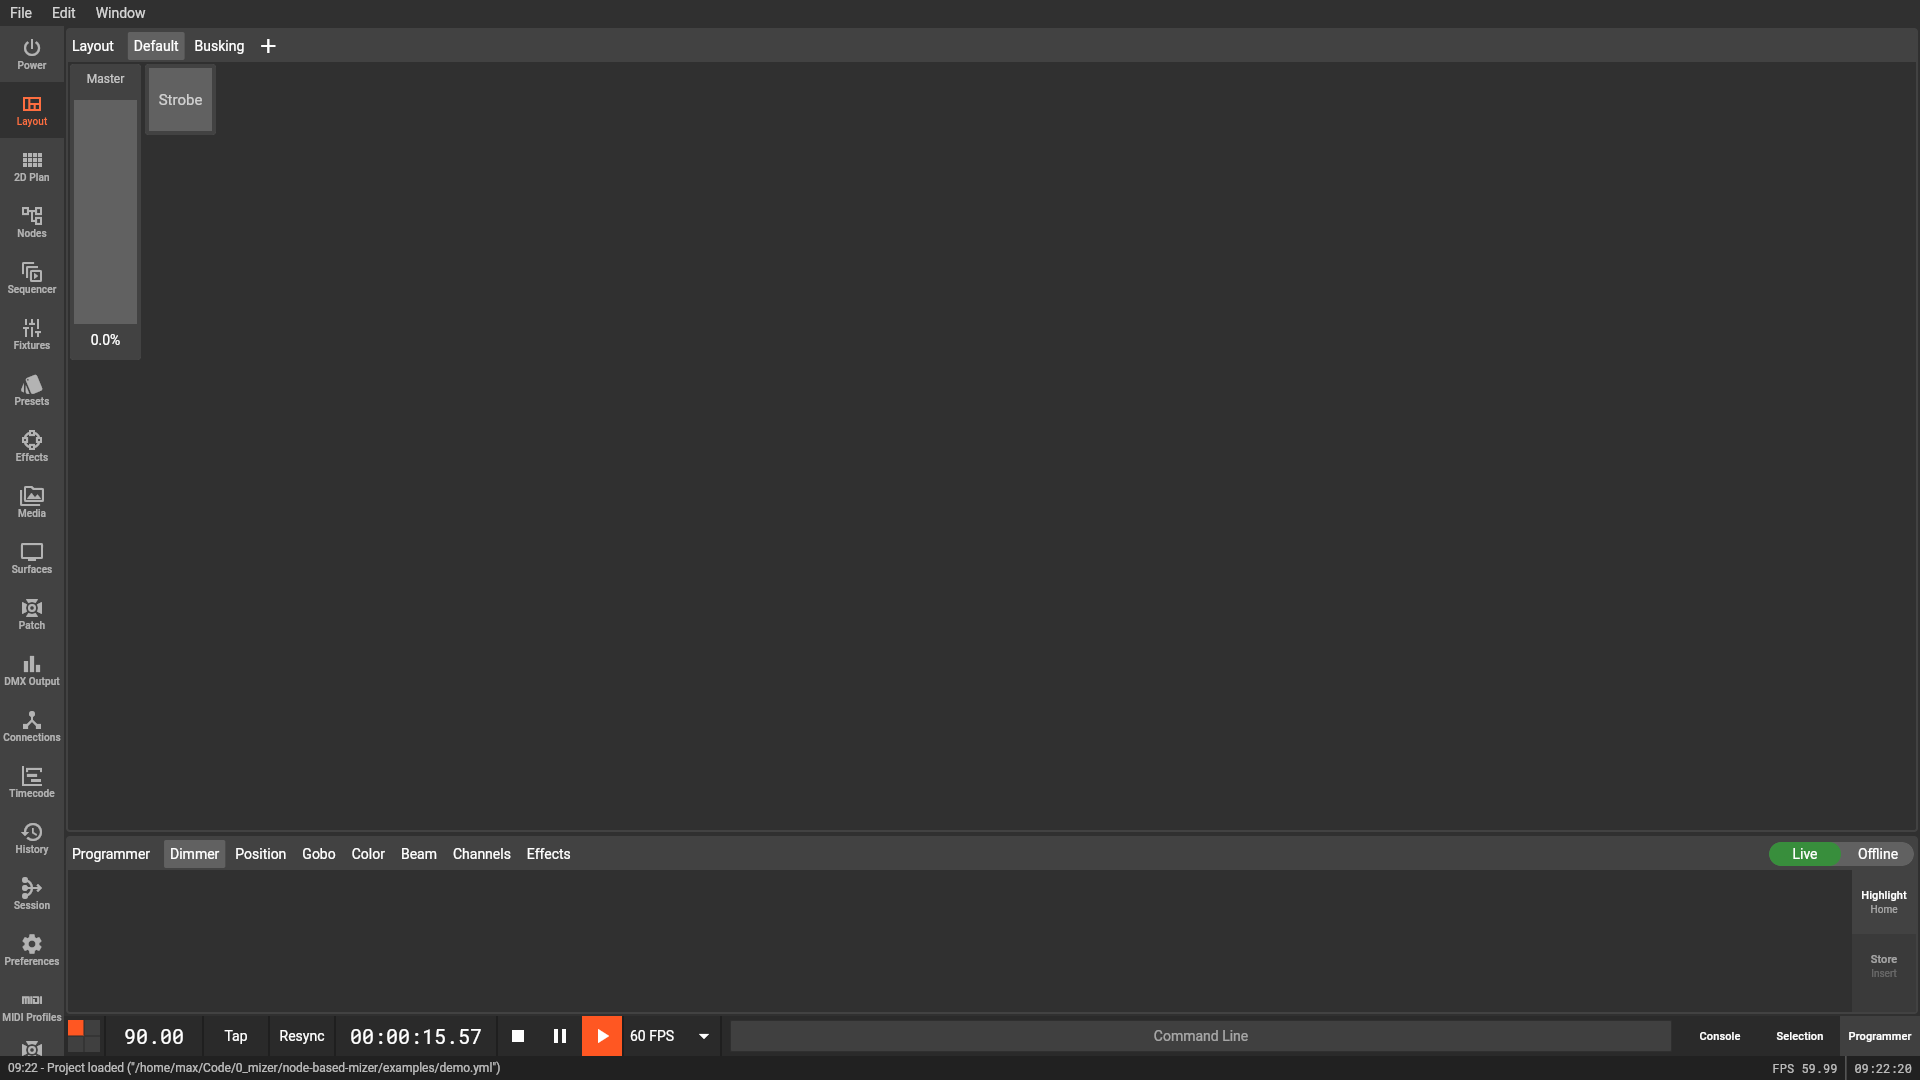 File Edit Window
Power
Layout
2D Plan
Nodes
Sequencer
Fixtures
Presets
Effects
Media
Surfaces
Patch
DMX Output
Connections
Timecode
History
Session
Preferences
MIDI
MIDI Profiles
Layout Default Busking
Master
0.0%
Strobe
Programmer Dimmer Position Gobo Color Beam Channels Effects
Live Offline
Highlight
Home
Store
Insert
90.00 Tap Resync 00:00:15.57 60 FPS Command Line Console Selection Programmer
09:22 - Project loaded ("/home/max/Code/0_mizer/node-based-mizer/examples/demo.yml") FPS 59.99 09:22:20